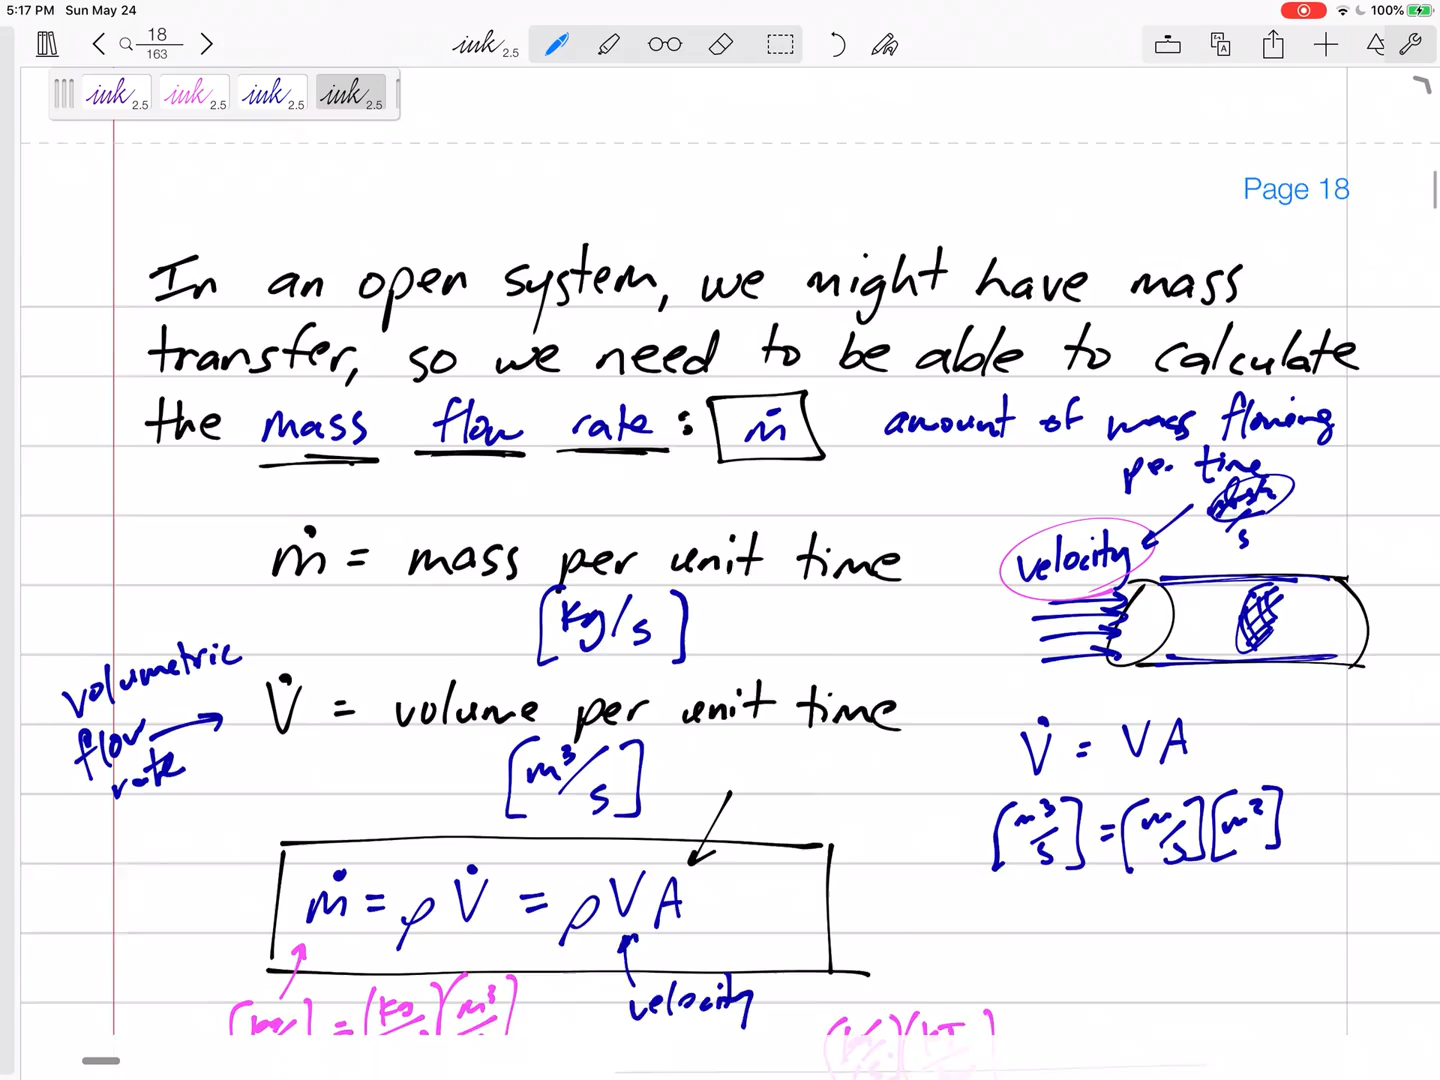 5:17 PM Sun May 24
100%
18
163
ink 2.5
ink 2.5
ink 2.5
ink 2.5
ink 2.5
Page 18
In an open system, we might have mass
transfer, so we need to be able to calculate
the mass flow rate : ṁ
amount of mass flowing
per time
s
velocity
ṁ = mass per unit time
[kg/s]
volumetric
flow
rate
V̇ = volume per unit time
[m³/s]
V̇ = VA
[m³/s] = [m/s][m²]
ṁ = ρV̇ = ρVA
velocity